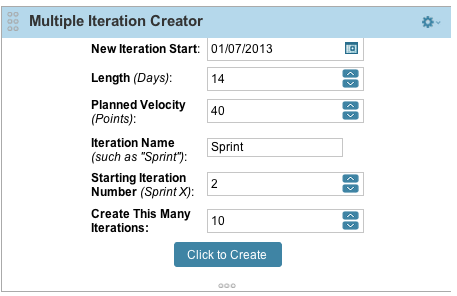 Multiple Iteration Creator
New Iteration Start: 01/07/2013
Length (Days): 14
Planned Velocity
(Points): 40
Iteration Name
(such as "Sprint"): Sprint
Starting Iteration
Number (Sprint X): 2
Create This Many
Iterations: 10
Click to Create